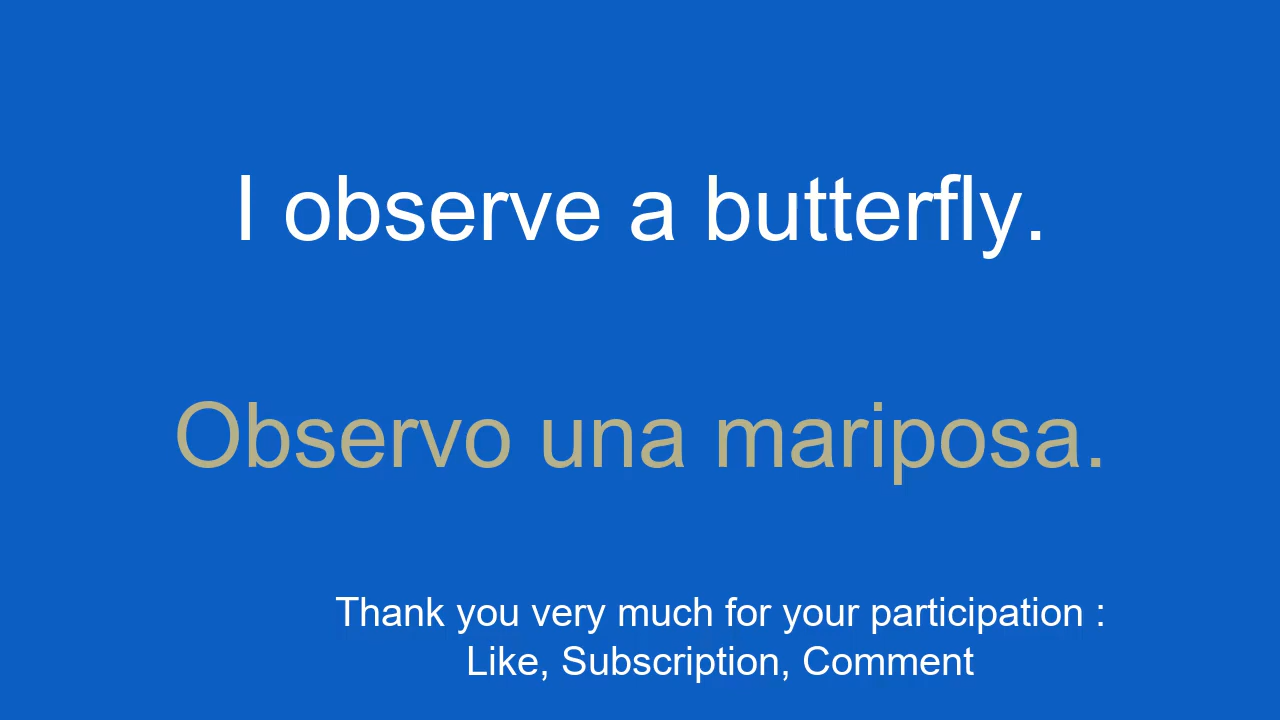 I observe a butterfly.
Observo una mariposa.
Thank you very much for your participation :
Like, Subscription, Comment